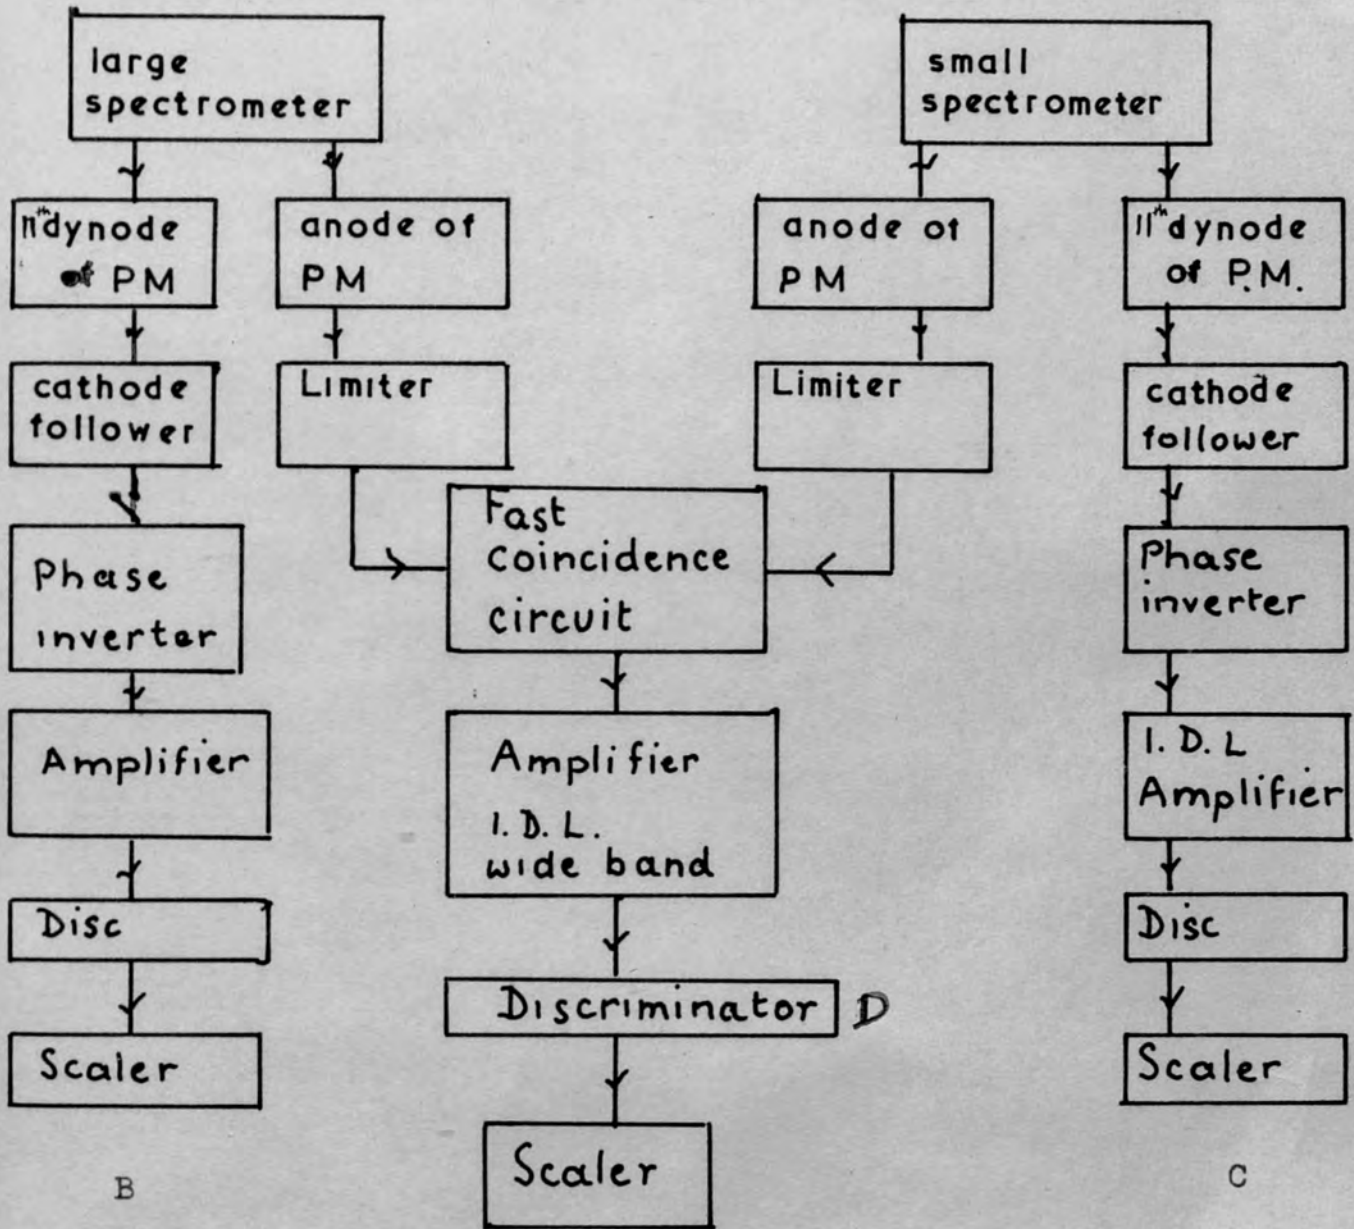 large
spectrometer
small
spectrometer
11th dynode
of PM
anode of
PM
anode of
PM
11th dynode
of P.M.
cathode
follower
Limiter
Limiter
cathode
follower
Fast
Coincidence
circuit
Phase
inverter
Phase
inverter
Amplifier
Amplifier
I. D. L.
wide band
I. D. L
Amplifier
Disc
Disc
Discriminator D
Scaler
Scaler
Scaler
B
C